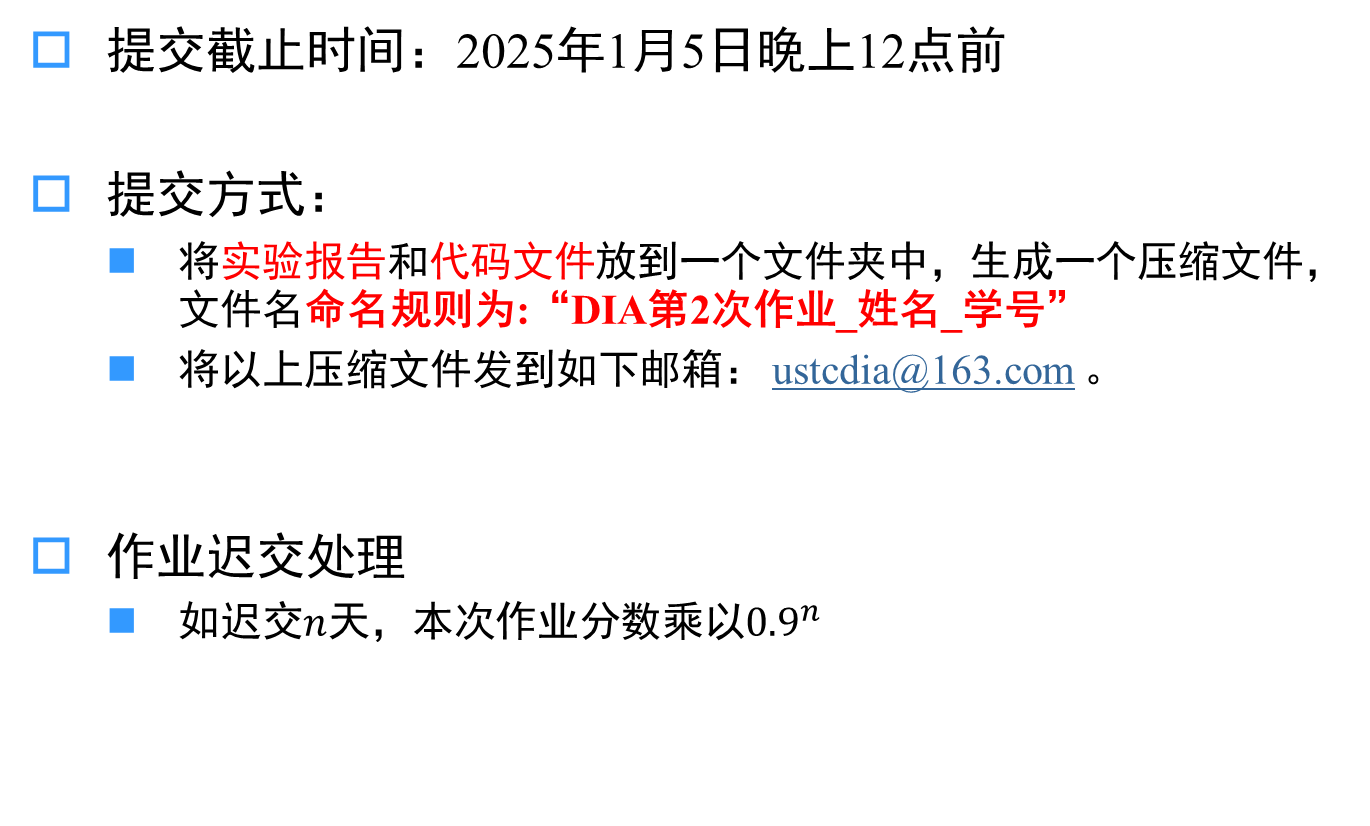 提交截止时间：2025年1月5日晚上12点前
提交方式：
将实验报告和代码文件放到一个文件夹中，生成一个压缩文件，
文件名命名规则为：“DIA第2次作业_姓名_学号”
将以上压缩文件发到如下邮箱： ustcdia@163.com 。
作业迟交处理
如迟交n天，本次作业分数乘以0.9ⁿ